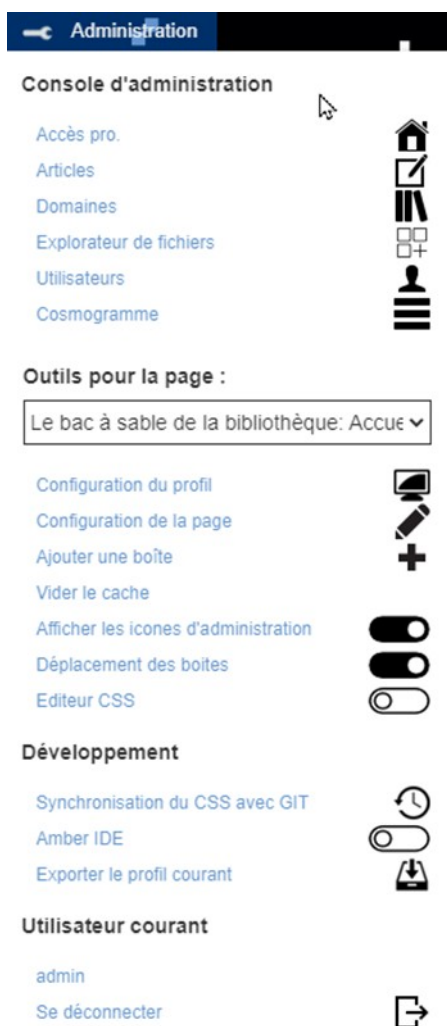 Administration
Console d'administration
Accès pro.
Articles
Domaines
Explorateur de fichiers
Utilisateurs
Cosmogramme
Outils pour la page :
Le bac à sable de la bibliothèque: Accue
Configuration du profil
Configuration de la page
Ajouter une boîte
Vider le cache
Afficher les icones d'administration
Déplacement des boites
Editeur CSS
Développement
Synchronisation du CSS avec GIT
Amber IDE
Exporter le profil courant
Utilisateur courant
admin
Se déconnecter